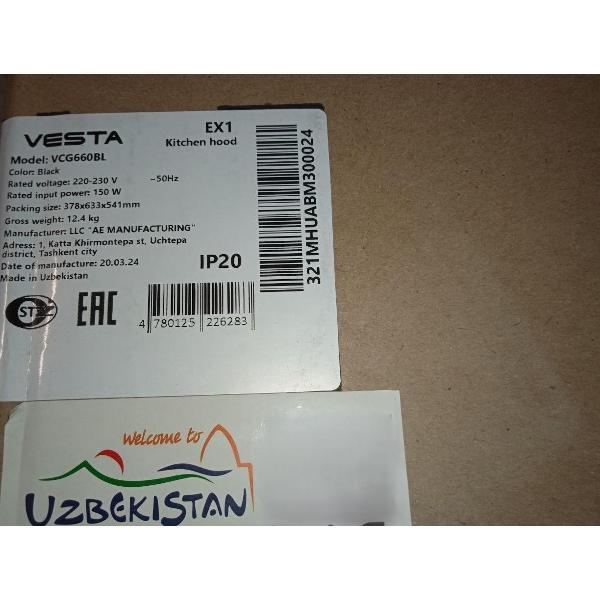 VESTA
EX1
Kitchen hood
Model: VCG660BL
Color: Black
Rated voltage: 220-230 V ~50Hz
Rated input power: 150 W
Packing size: 378x633x541mm
Gross weight: 12.4 kg
Manufacturer: LLC "AE MANUFACTURING"
Adress: 1, Katta Khirmontepa st, Uchtepa
district, Tashkent city
Date of manufacture: 20.03.24
Made in Uzbekistan
IP20
EAC
4 780125 226283
321MHUABM300024
welcome to
UZBEKISTAN